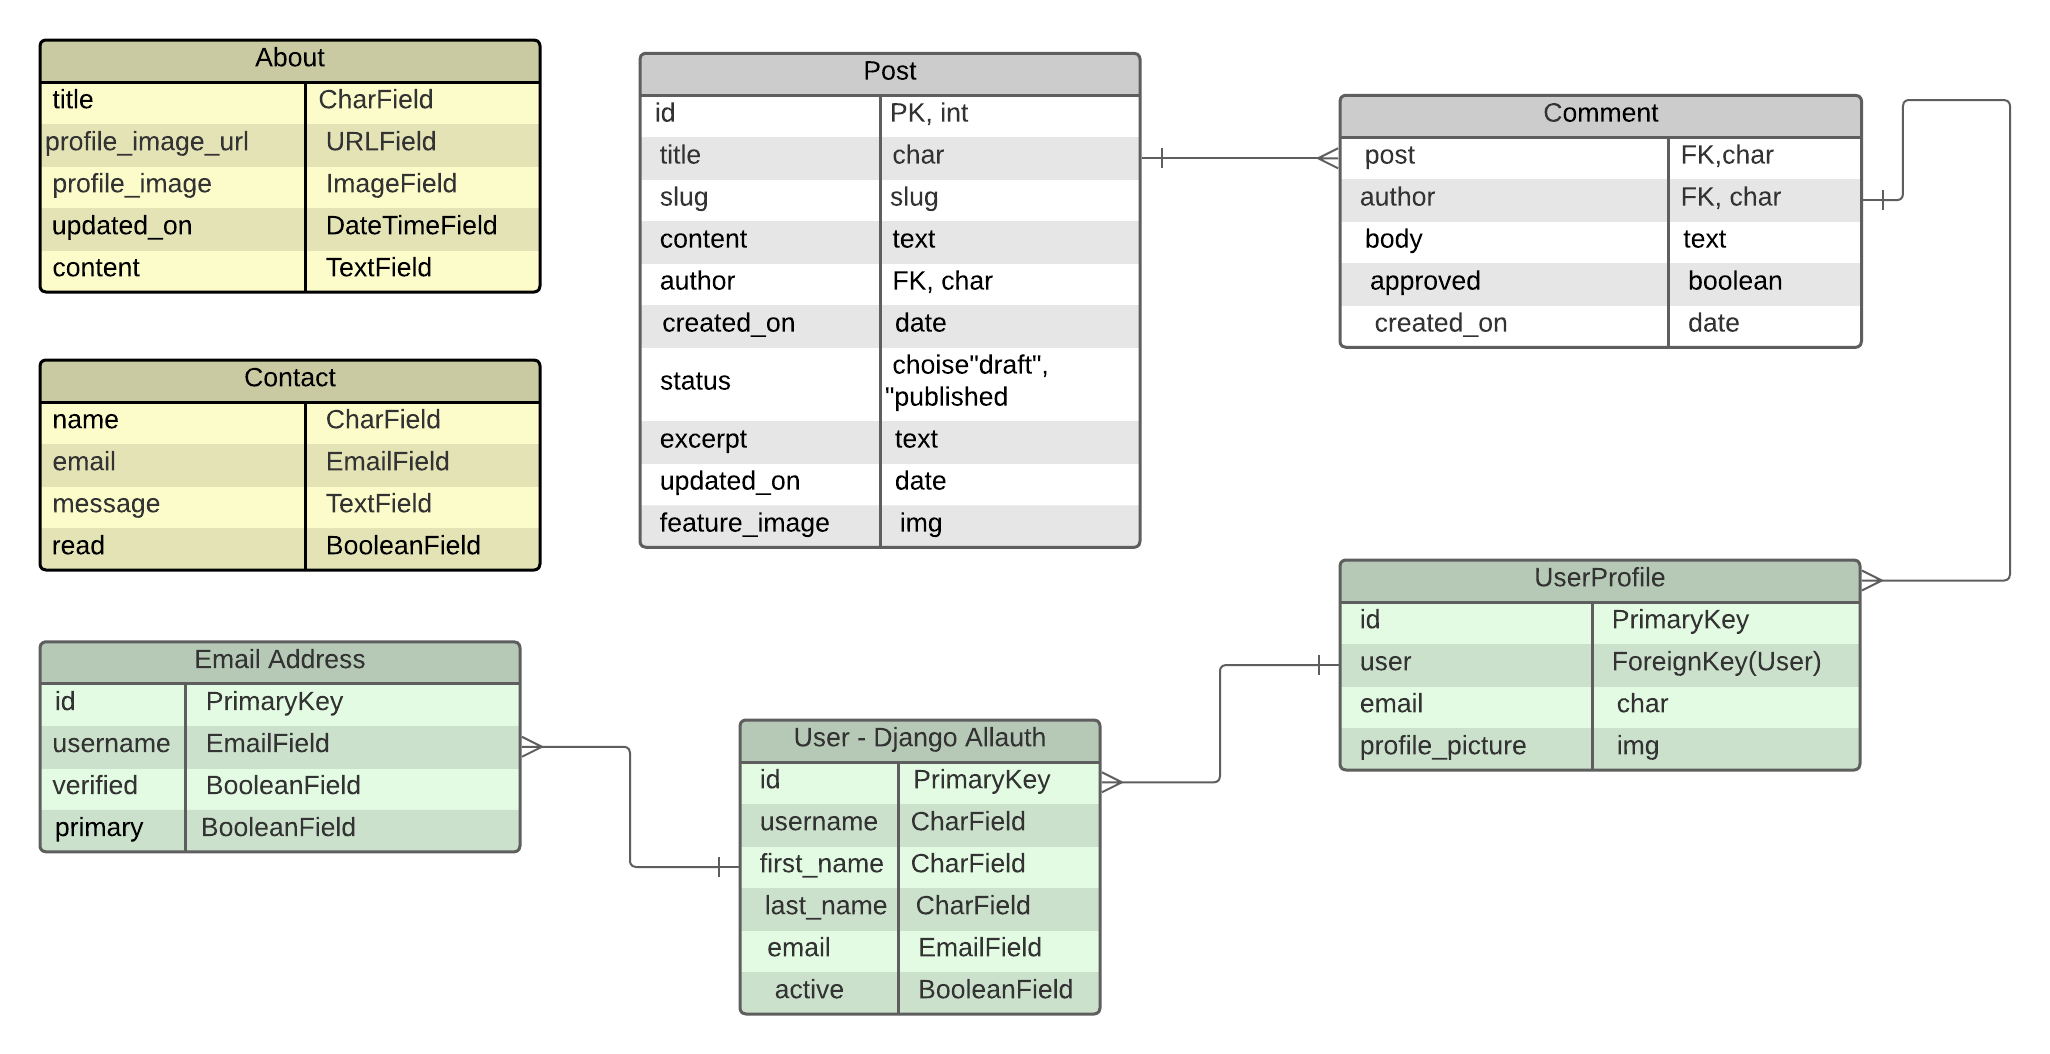 About
title CharField
profile_image_url URLField
profile_image ImageField
updated_on DateTimeField
content TextField
Contact
name CharField
email EmailField
message TextField
read BooleanField
Email Address
id PrimaryKey
username EmailField
verified BooleanField
primary BooleanField
Post
id PK, int
title char
slug slug
content text
author FK, char
created_on date
status choise"draft",
"published
excerpt text
updated_on date
feature_image img
User - Django Allauth
id PrimaryKey
username CharField
first_name CharField
last_name CharField
email EmailField
active BooleanField
Comment
post FK,char
author FK, char
body text
approved boolean
created_on date
UserProfile
id PrimaryKey
user ForeignKey(User)
email char
profile_picture img